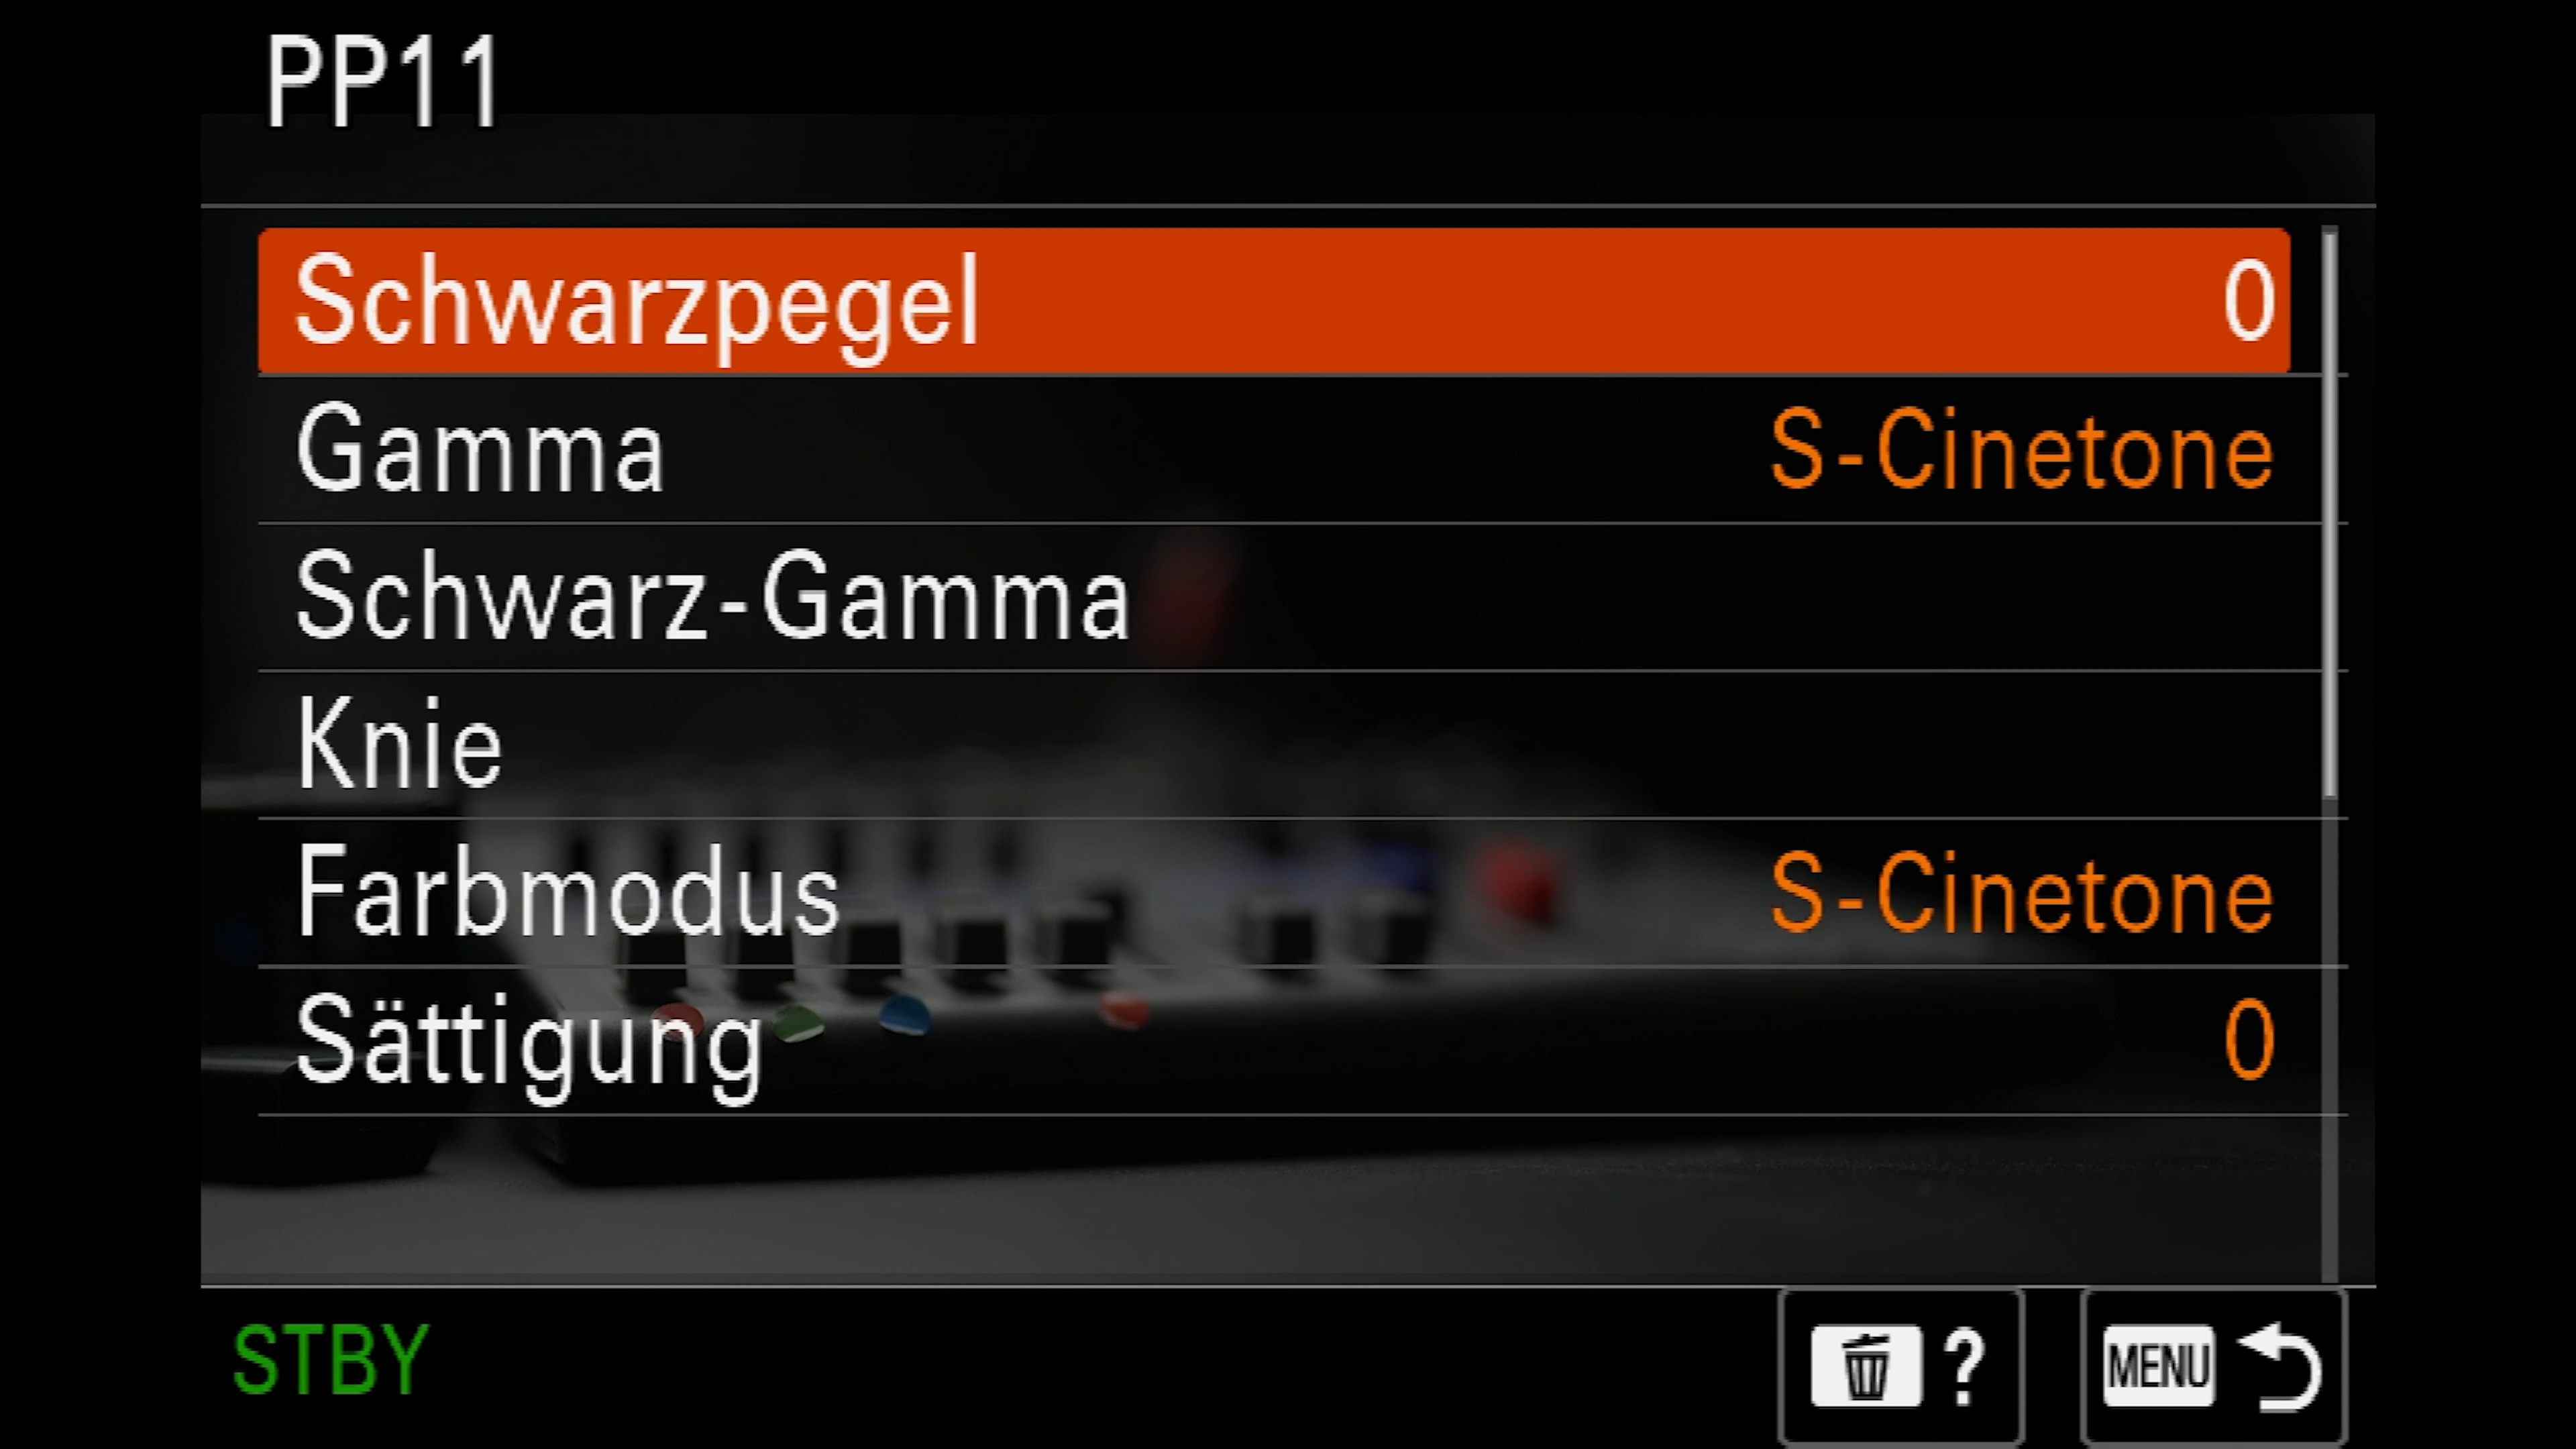 PP11
Schwarzpegel 0
Gamma S-Cinetone
Schwarz-Gamma
Knie
Farbmodus S-Cinetone
Sättigung 0
STBY ? MENU